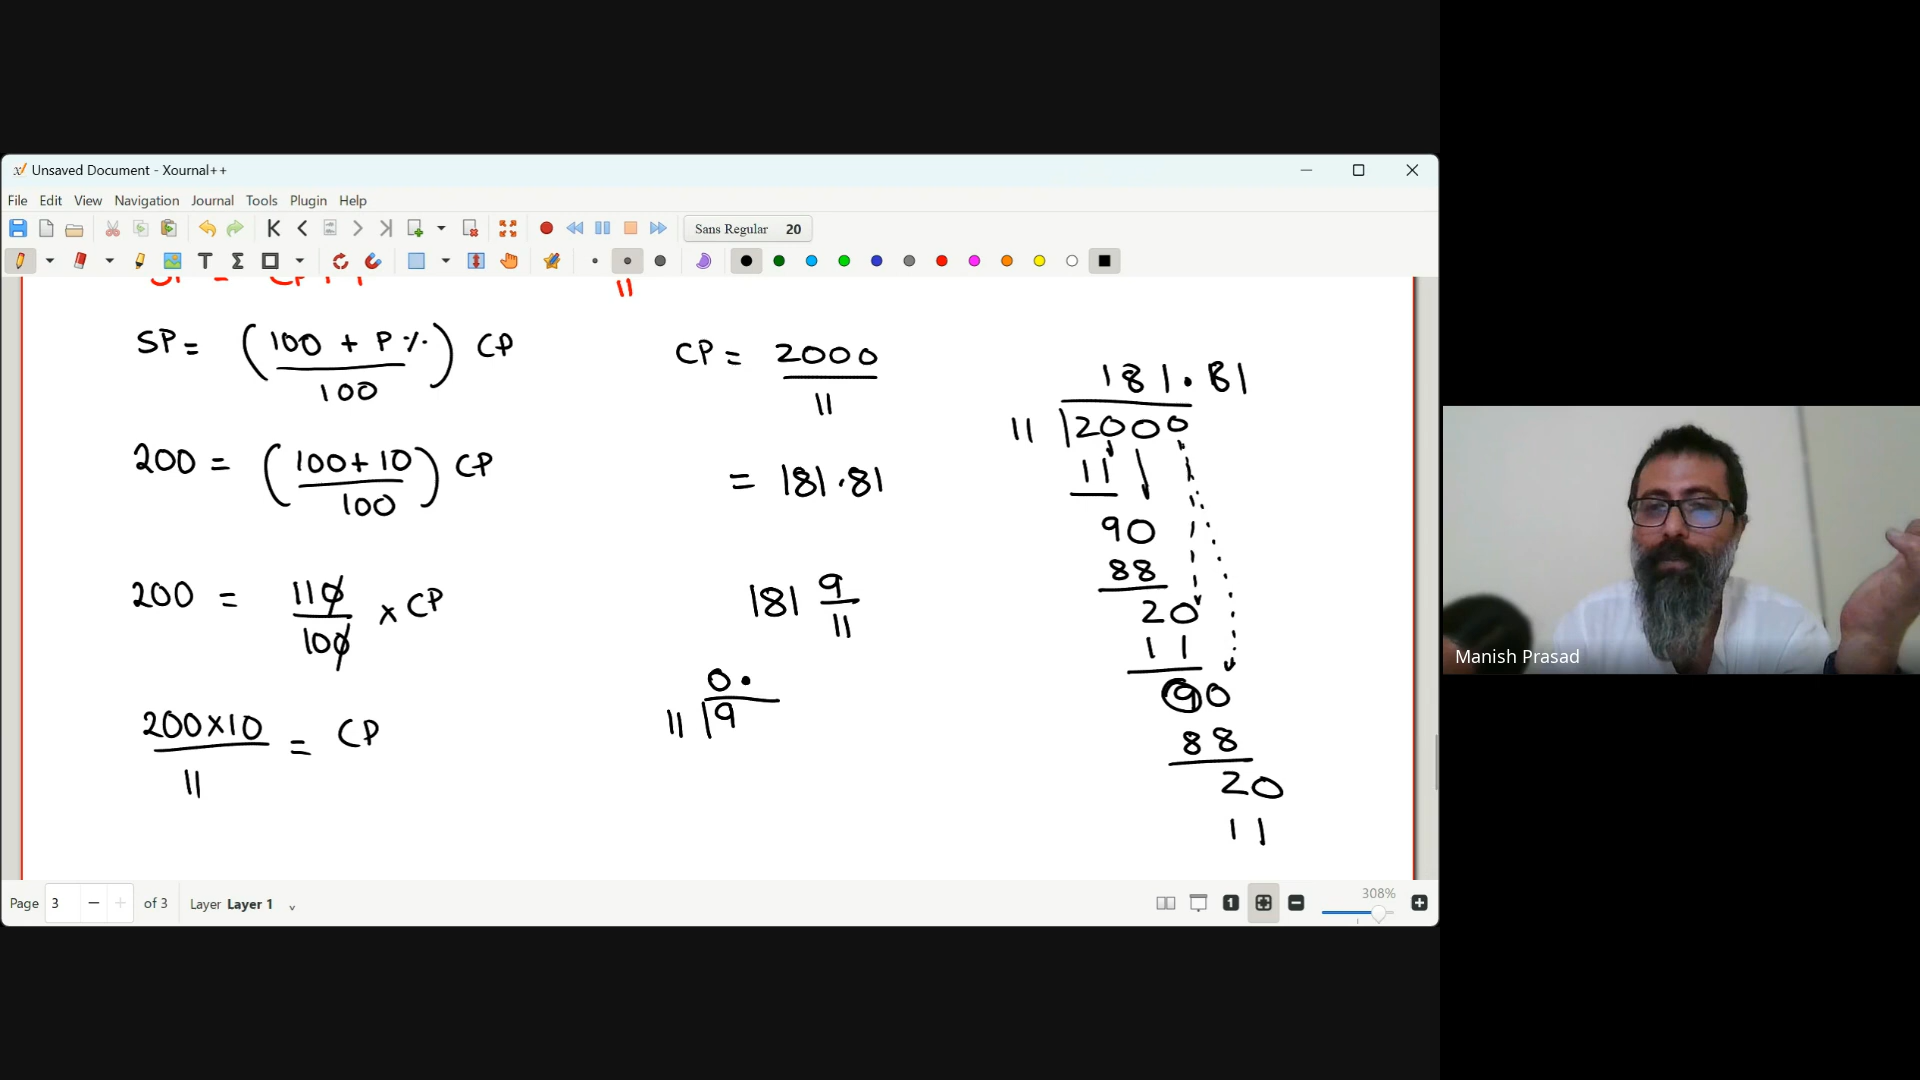 Unsaved Document - Xournal++
File Edit View Navigation Journal Tools Plugin Help
Sans Regular 20
11
SP = (100 + P% / 100) CP
200 = (100+10 / 100) CP
200 = 110 / 100 × CP
200×10 / 11 = CP
CP = 2000 / 11
= 181.81
181 9/11
0.
11 9
181.81
11 2000
11
90
88
20
11
90
88
20
11
Manish Prasad
Page 3 of 3 Layer Layer 1
308%